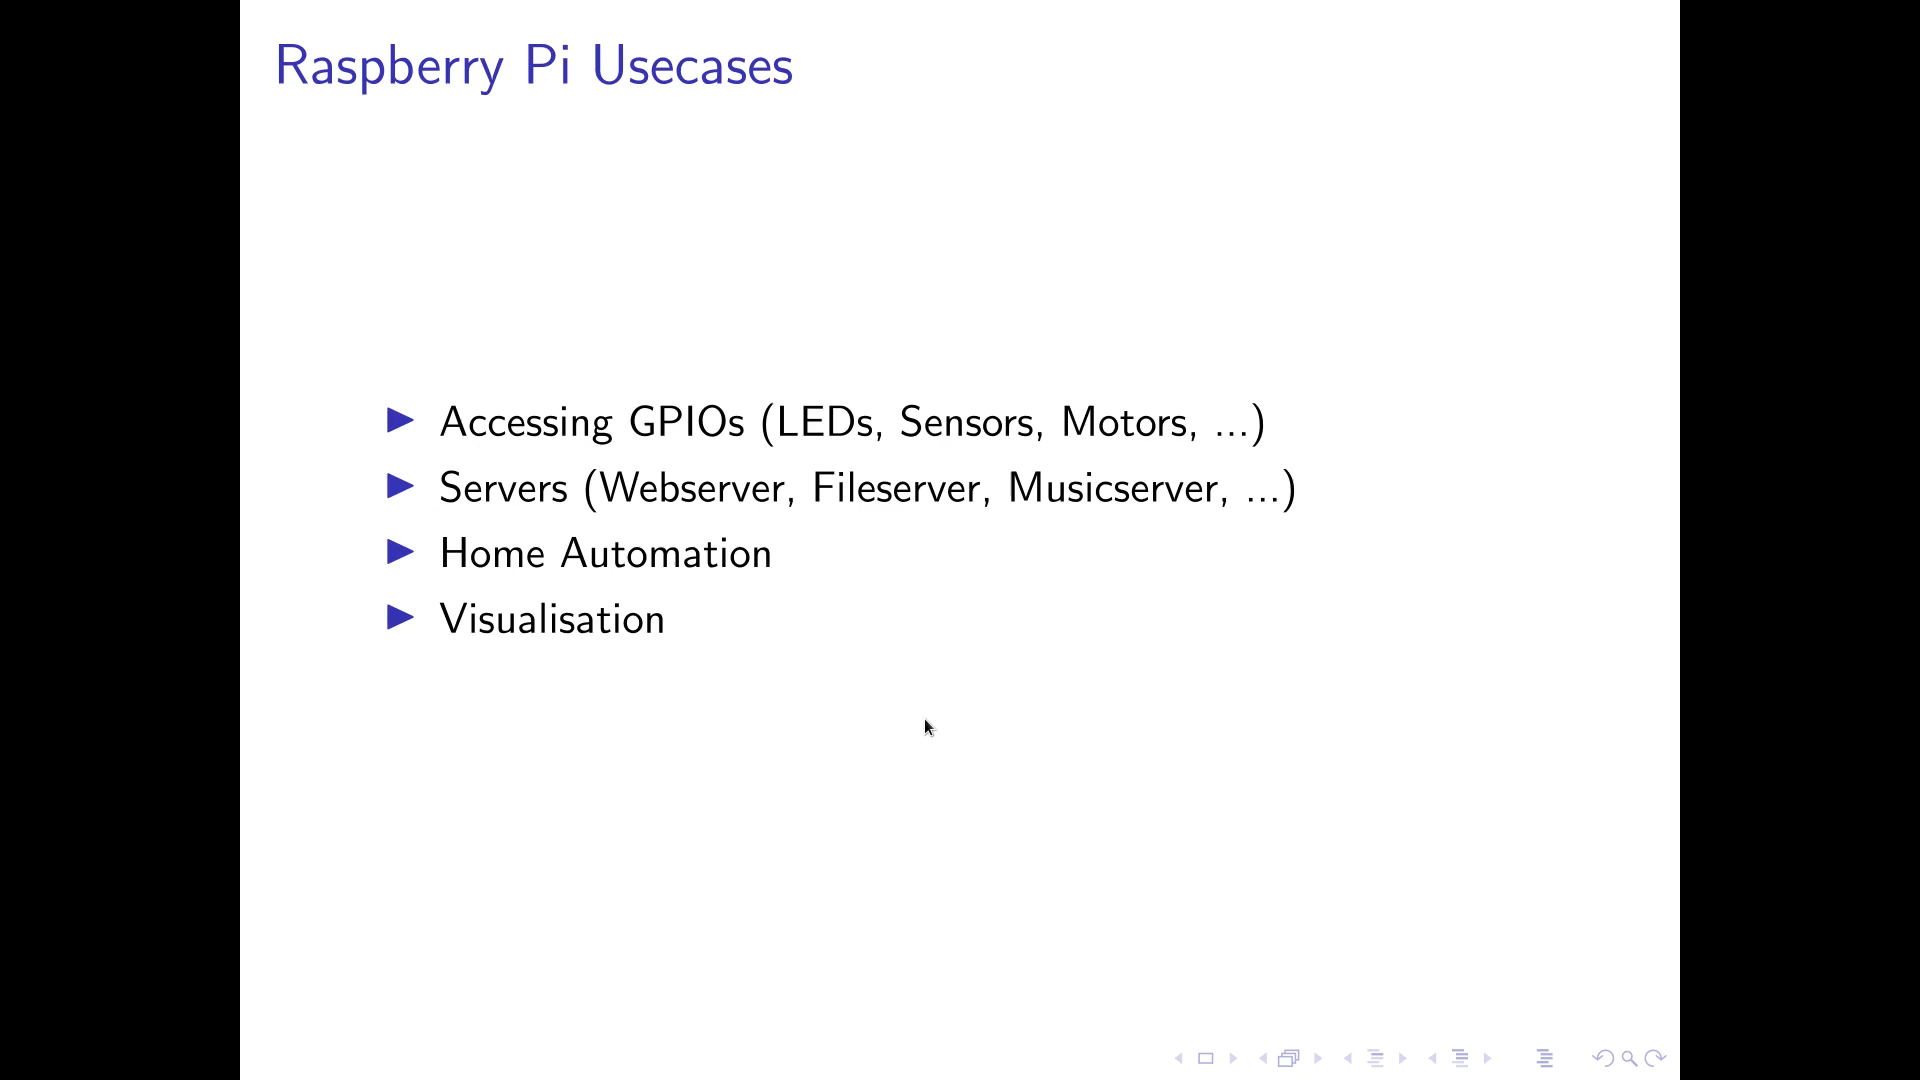 Raspberry Pi Usecases
Accessing GPIOs (LEDs, Sensors, Motors, ...)
Servers (Webserver, Fileserver, Musicserver, ...)
Home Automation
Visualisation